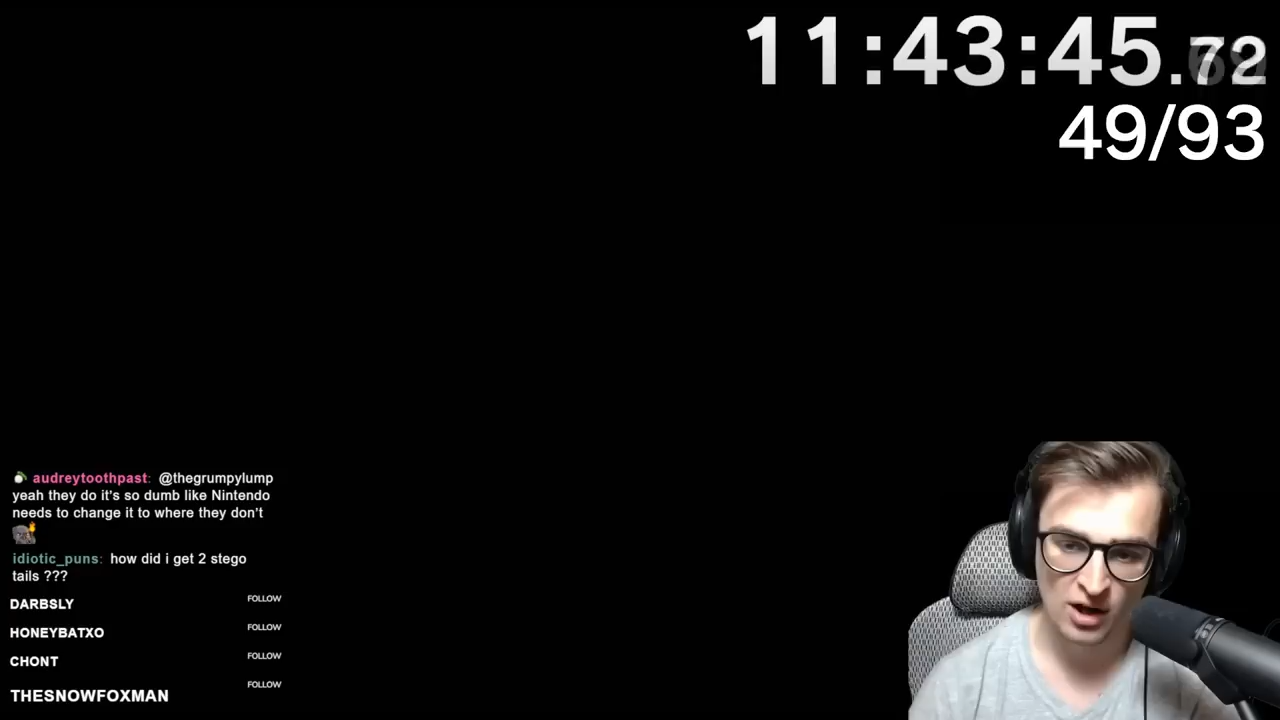 11:43:45.72
49/93
audreytoothpast: @thegrumpylump
yeah they do it's so dumb like Nintendo
needs to change it to where they don't
idiotic_puns: how did i get 2 stego
tails ???
DARBSLY FOLLOW
HONEYBATXO FOLLOW
CHONT FOLLOW
THESNOWFOXMAN FOLLOW